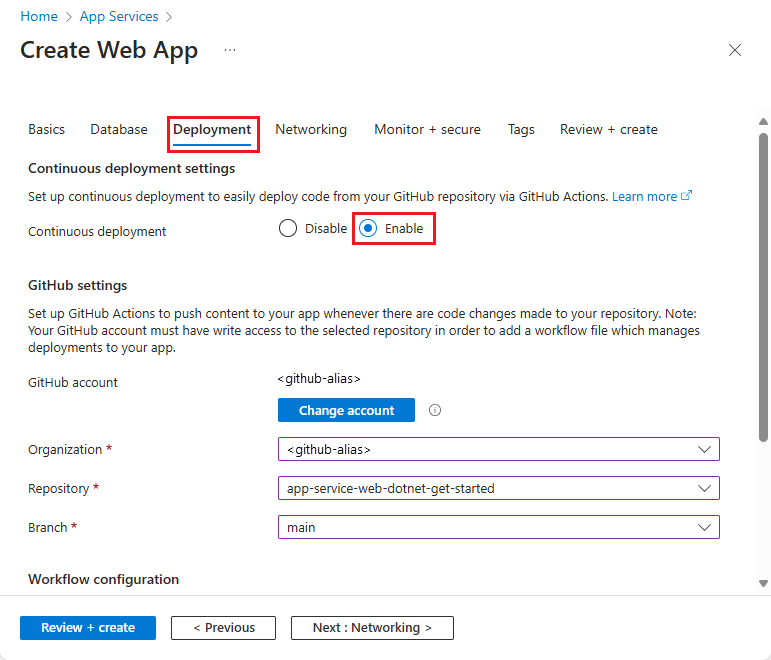 Home > App Services >
Create Web App ...
Basics Database Deployment Networking Monitor + secure Tags Review + create
Continuous deployment settings
Set up continuous deployment to easily deploy code from your GitHub repository via GitHub Actions. Learn more
Continuous deployment Disable Enable
GitHub settings
Set up GitHub Actions to push content to your app whenever there are code changes made to your repository. Note:
Your GitHub account must have write access to the selected repository in order to add a workflow file which manages
deployments to your app.
GitHub account <github-alias>
Change account
Organization * <github-alias>
Repository * app-service-web-dotnet-get-started
Branch * main
Workflow configuration
Review + create < Previous Next : Networking >